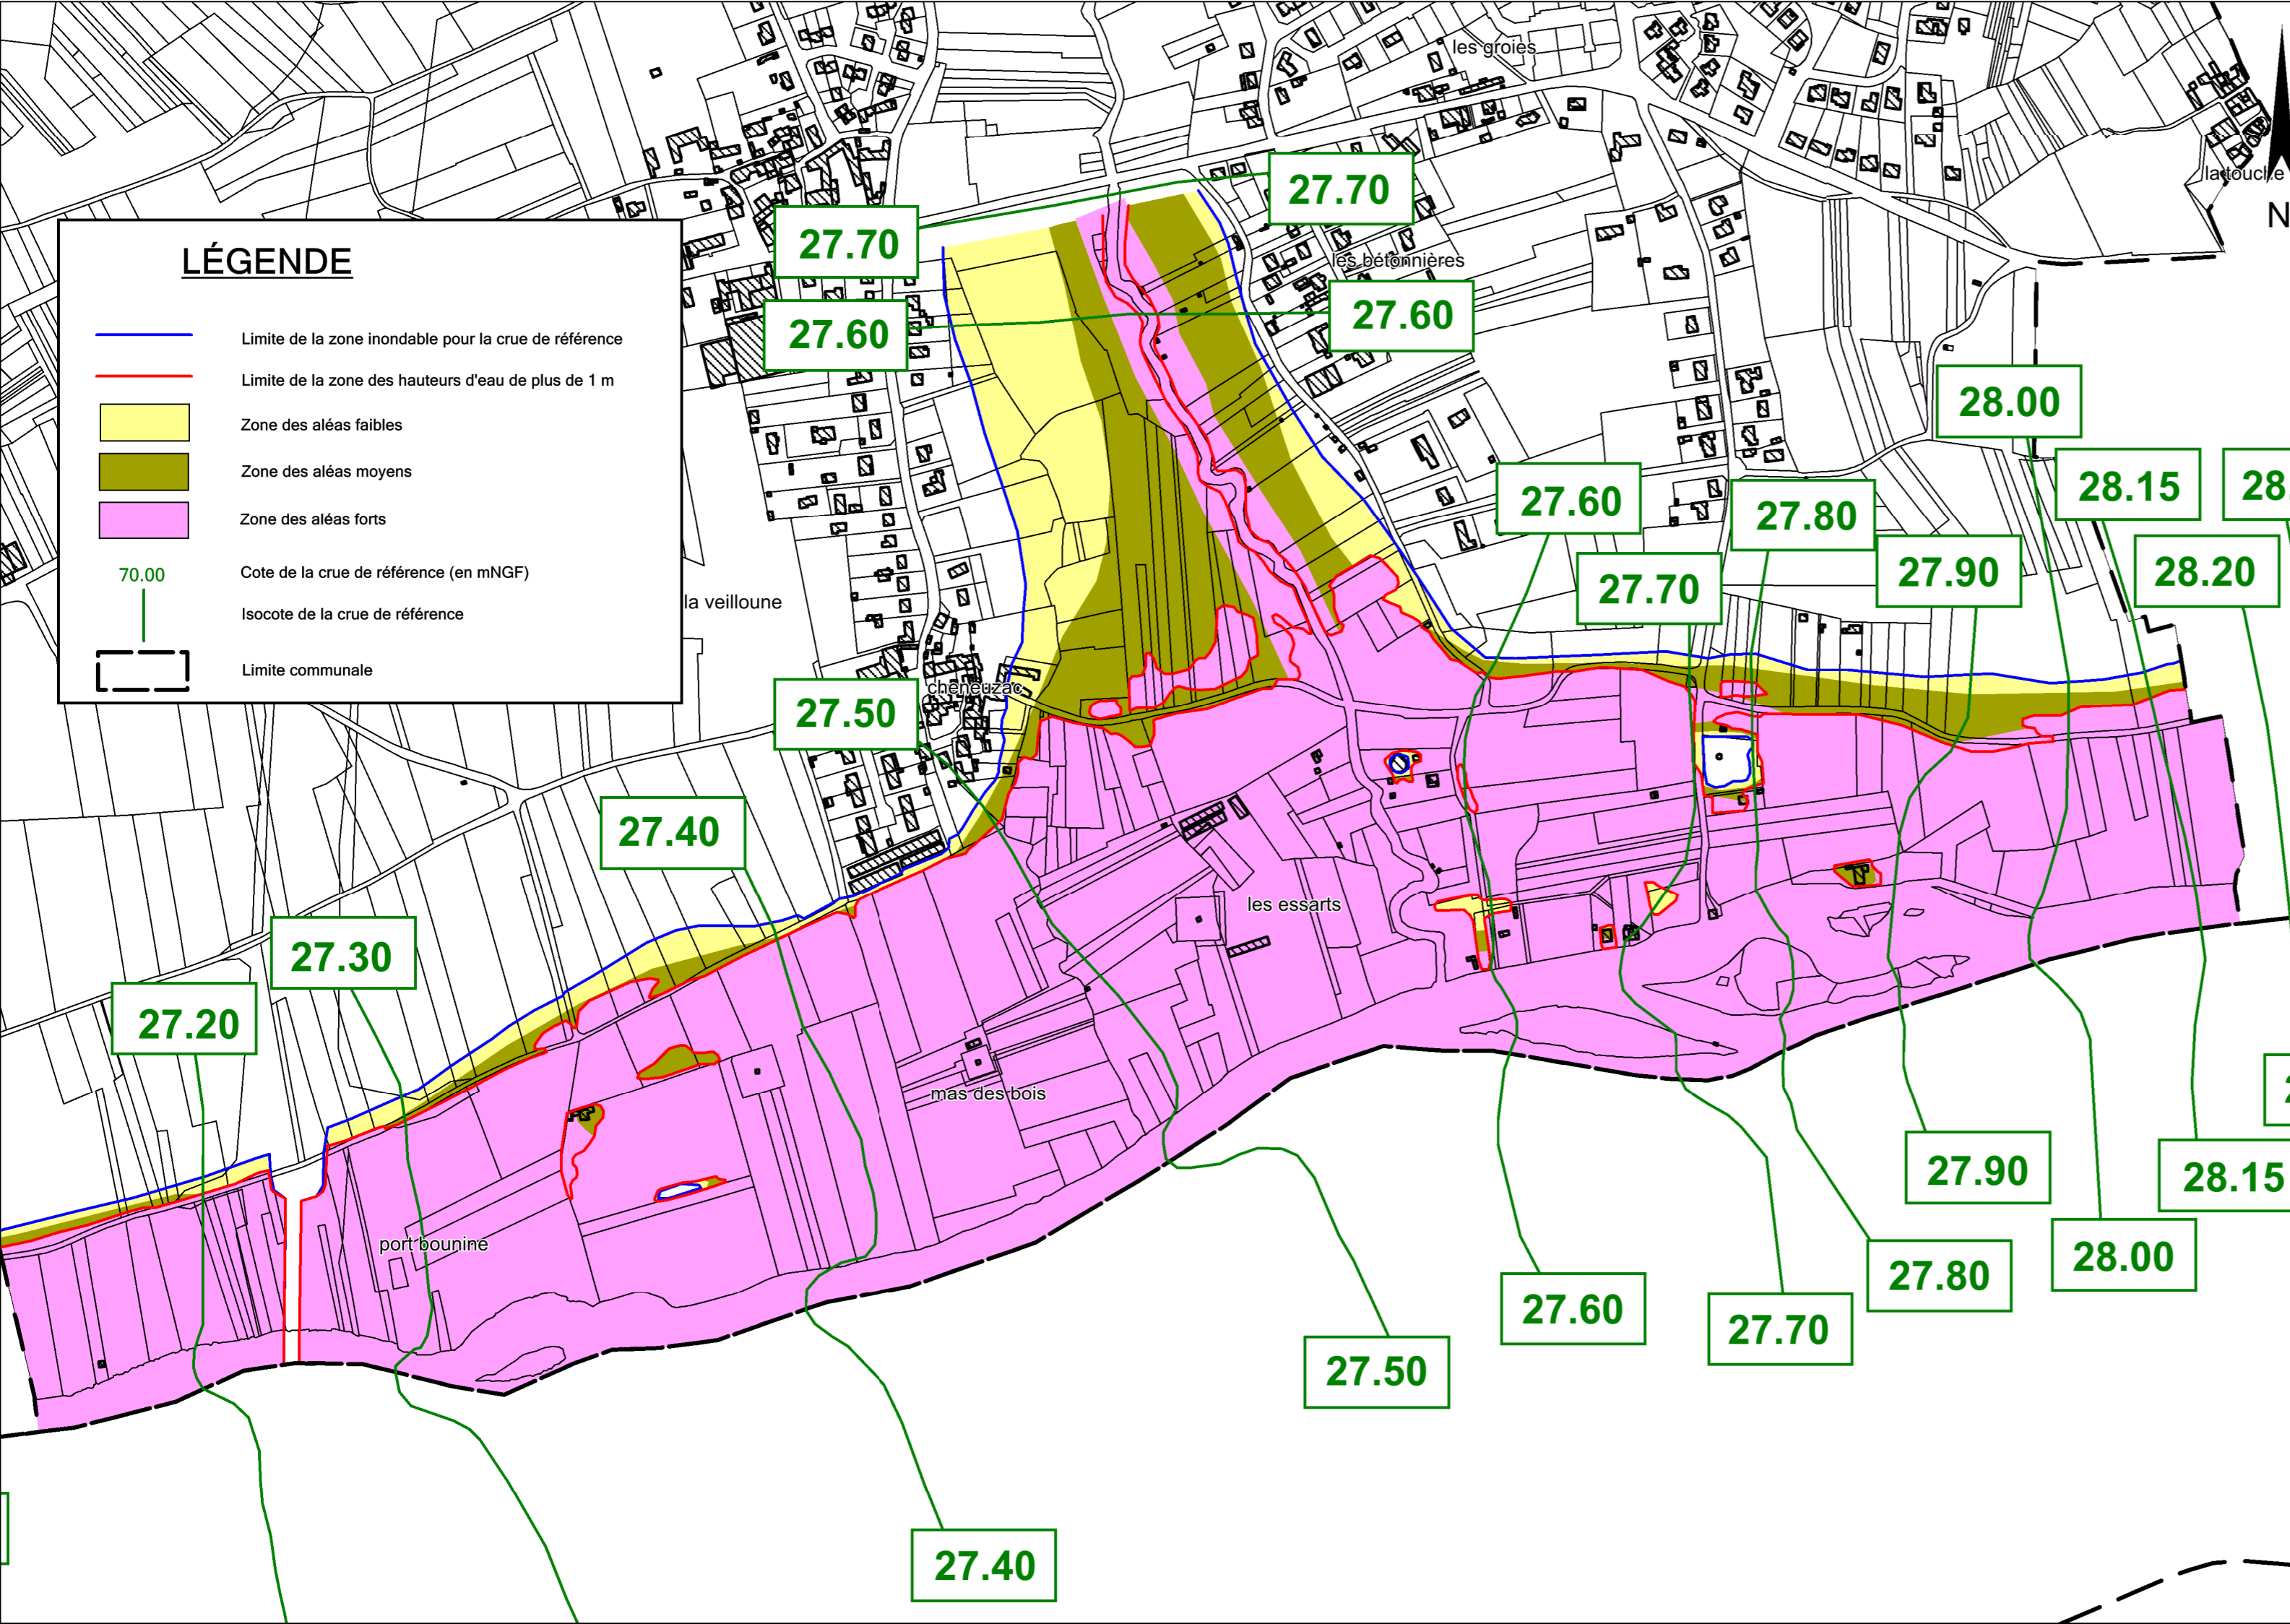 les groies
la touche
N
27.70
27.70
les bétonnières
27.60
27.60
LÉGENDE
Limite de la zone inondable pour la crue de référence
Limite de la zone des hauteurs d'eau de plus de 1 m
Zone des aléas faibles
Zone des aléas moyens
Zone des aléas forts
70.00
Cote de la crue de référence (en mNGF)
Isocote de la crue de référence
Limite communale
28.00
28.15
28.
27.60
27.80
27.70
27.90
28.20
la veilloune
cheneuzac
27.50
27.40
27.30
27.20
les essarts
mas des bois
port bounine
27.90
28.15
28.00
27.80
27.60
27.70
27.50
27.40